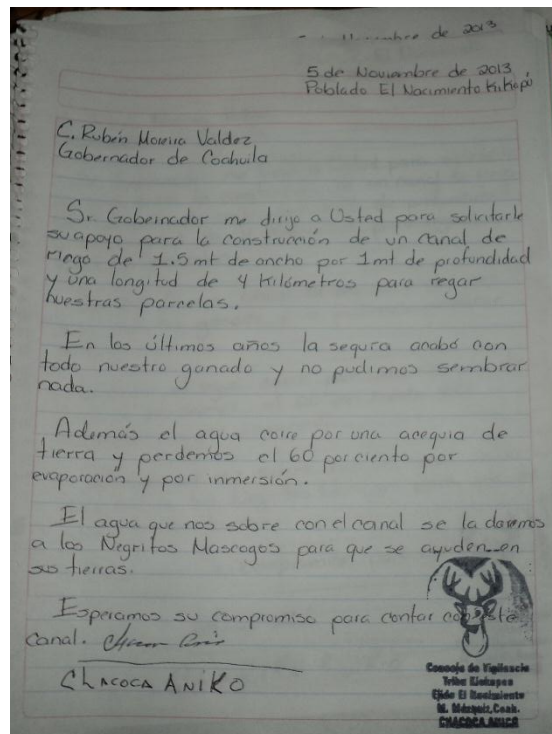 de 2013
5 de Noviembre de 2013
Poblado El Nacimiento Kikapú
C. Rubén Moreira Valdez
Gobernador de Coahuila
Sr. Gobernador me dirijo a Usted para solicitarle
su apoyo para la construcción de un canal de
riego de 1.5 mt de ancho por 1 mt de profundidad
y una longitud de 4 kilómetros para regar
nuestras parcelas.
En los últimos años la sequía acabó con
todo nuestro ganado y no pudimos sembrar
nada.
Además el agua corre por una acequia de
tierra y perdemos el 60 por ciento por
evaporación y por inmersión.
El agua que nos sobre con el canal se la daremos
a los Negritos Mascogos para que se ayuden en
sus tierras.
Esperamos su compromiso para contar con este
canal.
CHACOCA ANIKO
Concejo de Vigilancia
Tribu Kickapoo
Ejido El Nacimiento
M. Múzquiz, Coah.
CHACOCA ANICO